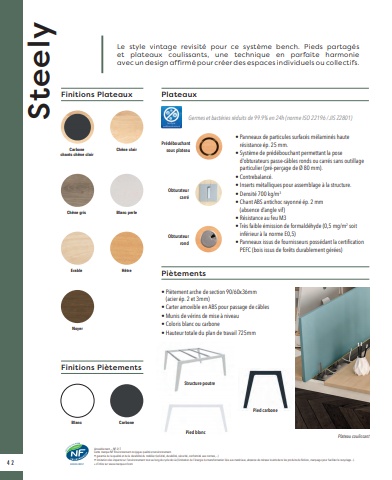 Steely
Le style vintage revisité pour ce système bench. Pieds partagés
et plateaux coulissants, une technique en parfaite harmonie
avec un design affirmé pour créer des espaces individuels ou collectifs.
Finitions Plateaux
Carbone
chants chêne clair
Chêne clair
Chêne gris
Blanc perle
Erable
Hêtre
Noyer
Finitions Piètements
Blanc
Carbone
Plateaux
Germes et bactéries réduits de 99.9% en 24h (norme ISO 22196 / JIS Z2801)
Prédébouchant
sous plateau
Obturateur
carré
Obturateur
rond
• Panneaux de particules surfacés mélaminés haute
résistance ép. 25 mm.
• Système de prédébouchant permettant la pose
d'obturateurs passe-câbles ronds ou carrés sans outillage
particulier (pré-perçage de Ø 80 mm).
• Contrebalancé.
• Inserts métalliques pour assemblage à la structure.
• Densité 700 kg/m³
• Chant ABS antichoc rayonné ép. 2 mm
(absence d'angle vif)
• Résistance au feu M3
• Très faible émission de formaldéhyde (0,5 mg/m² soit
inférieur à la norme E0,5)
• Panneaux issus de fournisseurs possédant la certification
PEFC (bois issus de forêts durablement gérées)
Piètements
• Piètement arche de section 90/60x36mm
(acier ép. 2 et 3mm)
• Carter amovible en ABS pour passage de câbles
• Munis de vérins de mise à niveau
• Coloris blanc ou carbone
• Hauteur totale du plan de travail 725mm
Structure poutre
Pied carbone
Pied blanc
Plateau coulissant
NF
42